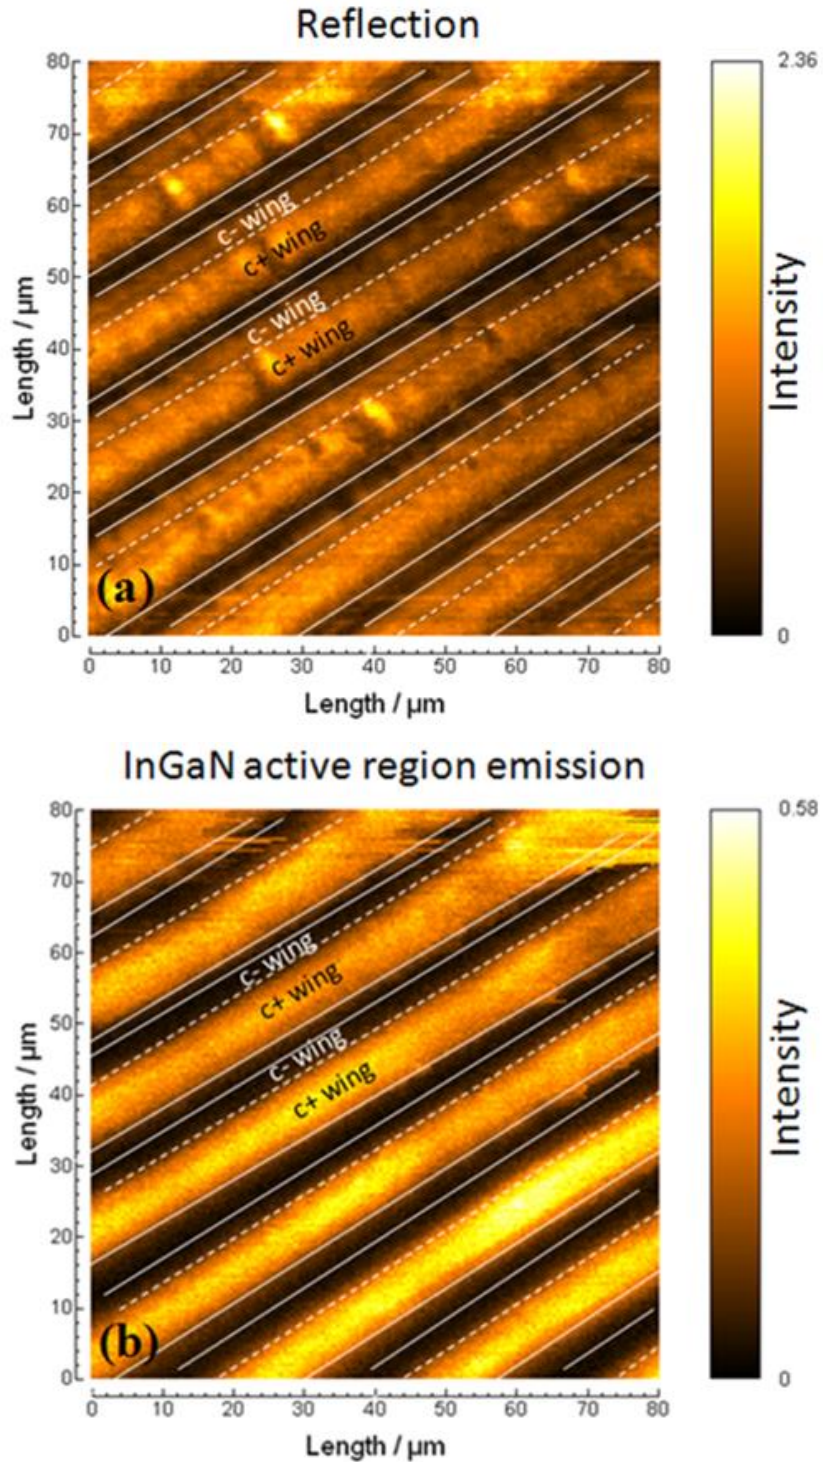 Reflection
80
70
60
50
40
30
20
10
0
Length / µm
c- wing
c+ wing
c- wing
c+ wing
(a)
0 10 20 30 40 50 60 70 80
Length / µm
2.36
Intensity
0
InGaN active region emission
80
70
60
50
40
30
20
10
0
Length / µm
c- wing
c+ wing
c- wing
c+ wing
(b)
0 10 20 30 40 50 60 70 80
Length / µm
0.58
Intensity
0